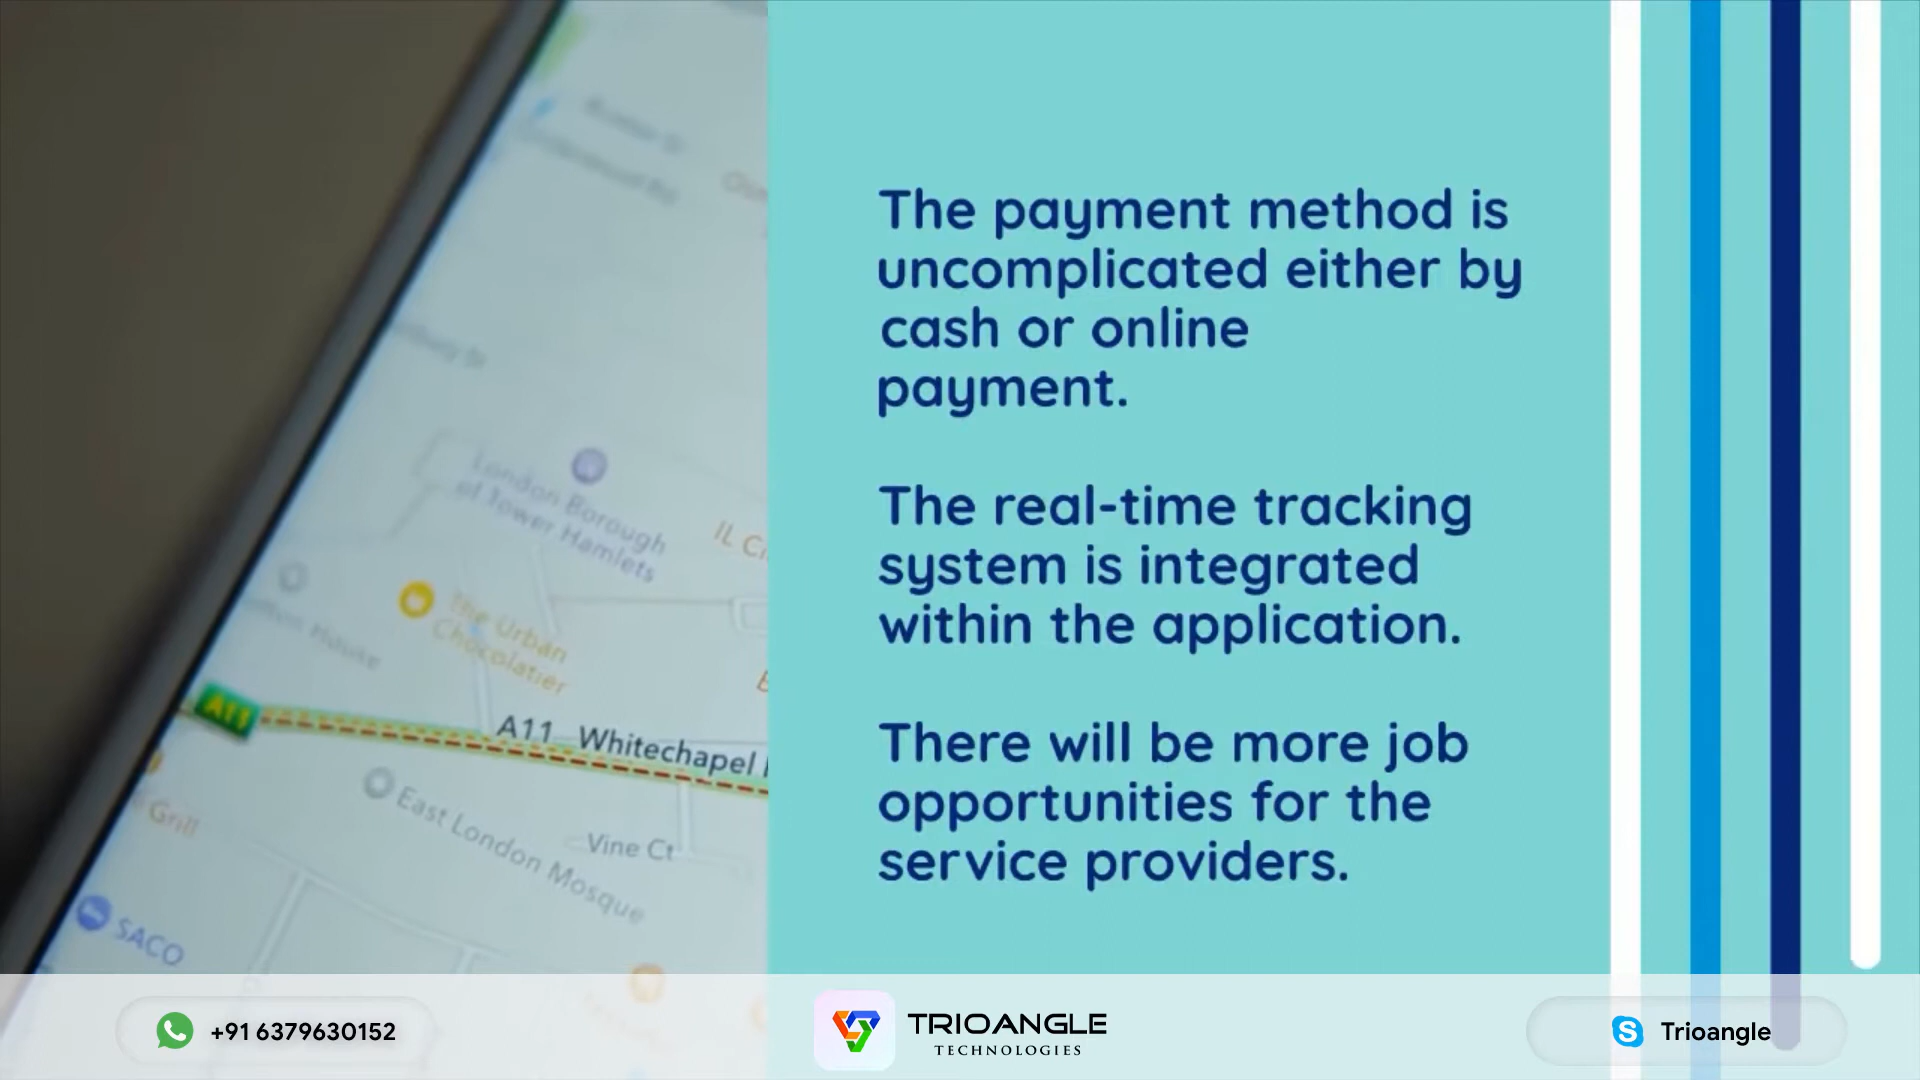 The payment method is
uncomplicated either by
cash or online
payment.
The real-time tracking
system is integrated
within the application.
There will be more job
opportunities for the
service providers.
London Borough
of Tower Hamlets
IL
The Urban
Chocolatier
House
A11
A11 Whitechapel
East London Mosque
Vine Ct
Grill
SACO
+91 6379630152
TRIOANGLE
TECHNOLOGIES
Trioangle